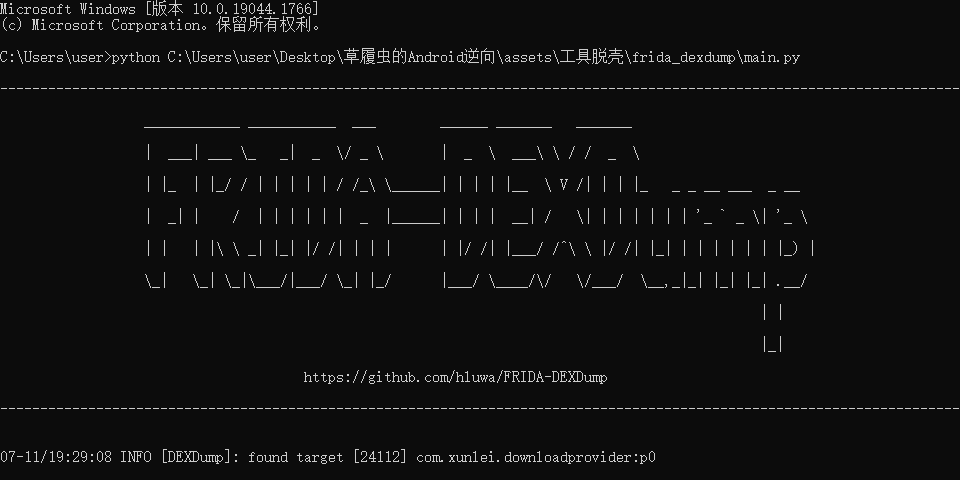 Microsoft Windows [版本 10.0.19044.1766]
(c) Microsoft Corporation。保留所有权利。
C:\Users\user>python C:\Users\user\Desktop\草履虫的Android逆向\assets\工具脱壳\frida_dexdump\main.py
FRIDA-DEXDump
https://github.com/hluwa/FRIDA-DEXDump
07-11/19:29:08 INFO [DEXDump]: found target [24112] com.xunlei.downloadprovider:p0